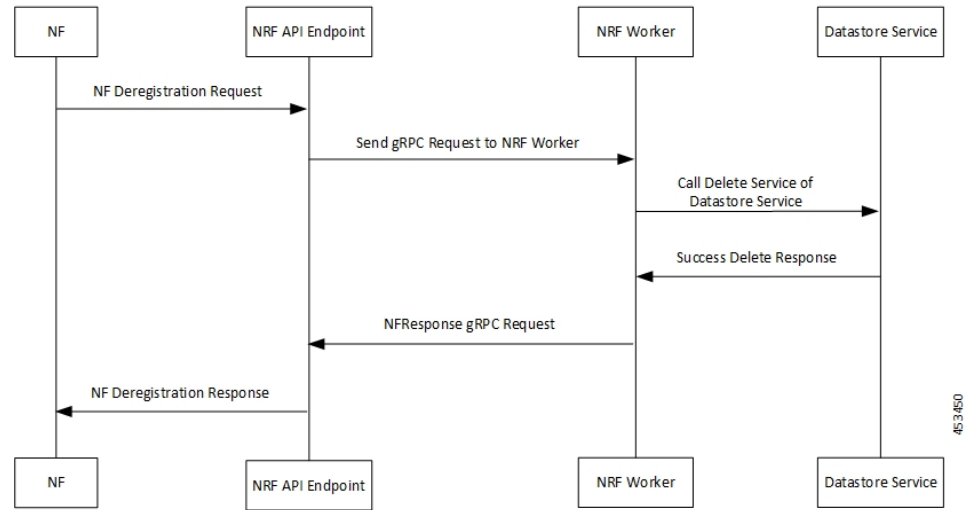 NF
NRF API Endpoint
NRF Worker
Datastore Service
NF Deregistration Request
Send gRPC Request to NRF Worker
Call Delete Service of
Datastore Service
Success Delete Response
NFResponse gRPC Request
NF Deregistration Response
453450
NF
NRF API Endpoint
NRF Worker
Datastore Service